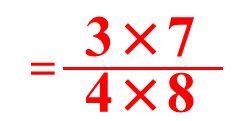 = 3 × 7
4 × 8